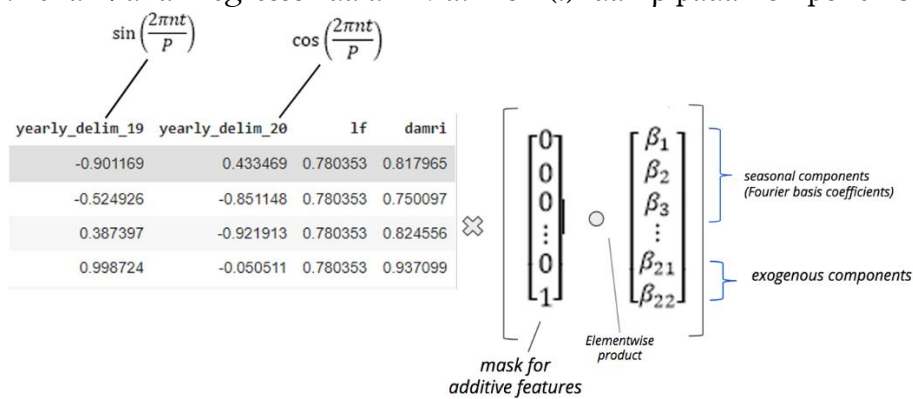 sin(2πnt/P)
cos(2πnt/P)
yearly_delim_19 yearly_delim_20 lf damri
-0.901169 0.433469 0.780353 0.817965
-0.524926 -0.851148 0.780353 0.750097
0.387397 -0.921913 0.780353 0.824556
0.998724 -0.050511 0.780353 0.937099
0
0
0
⋮
0
1
β1
β2
β3
⋮
β21
β22
seasonal components
(Fourier basis coefficients)
exogenous components
Elementwise
product
mask for
additive features